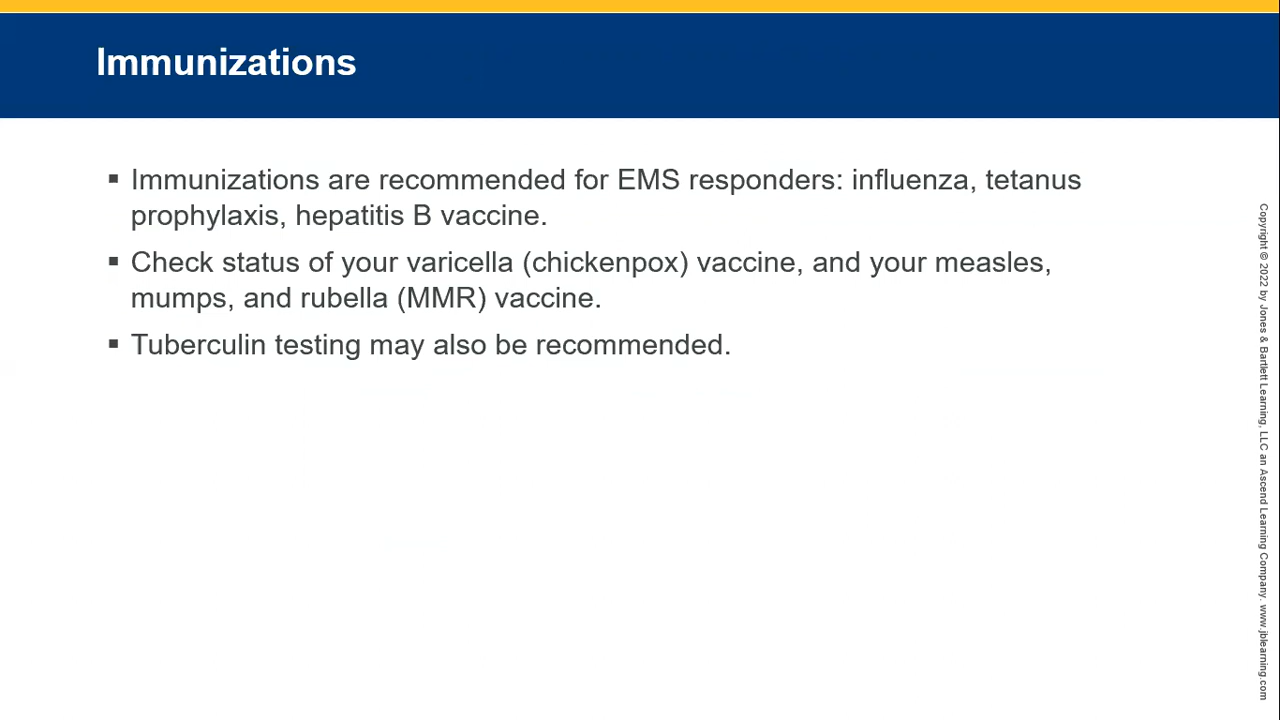 Immunizations
▪ Immunizations are recommended for EMS responders: influenza, tetanus
prophylaxis, hepatitis B vaccine.
▪ Check status of your varicella (chickenpox) vaccine, and your measles,
mumps, and rubella (MMR) vaccine.
▪ Tuberculin testing may also be recommended.
Copyright © 2022 by Jones & Bartlett Learning, LLC an Ascend Learning Company. www.jblearning.com